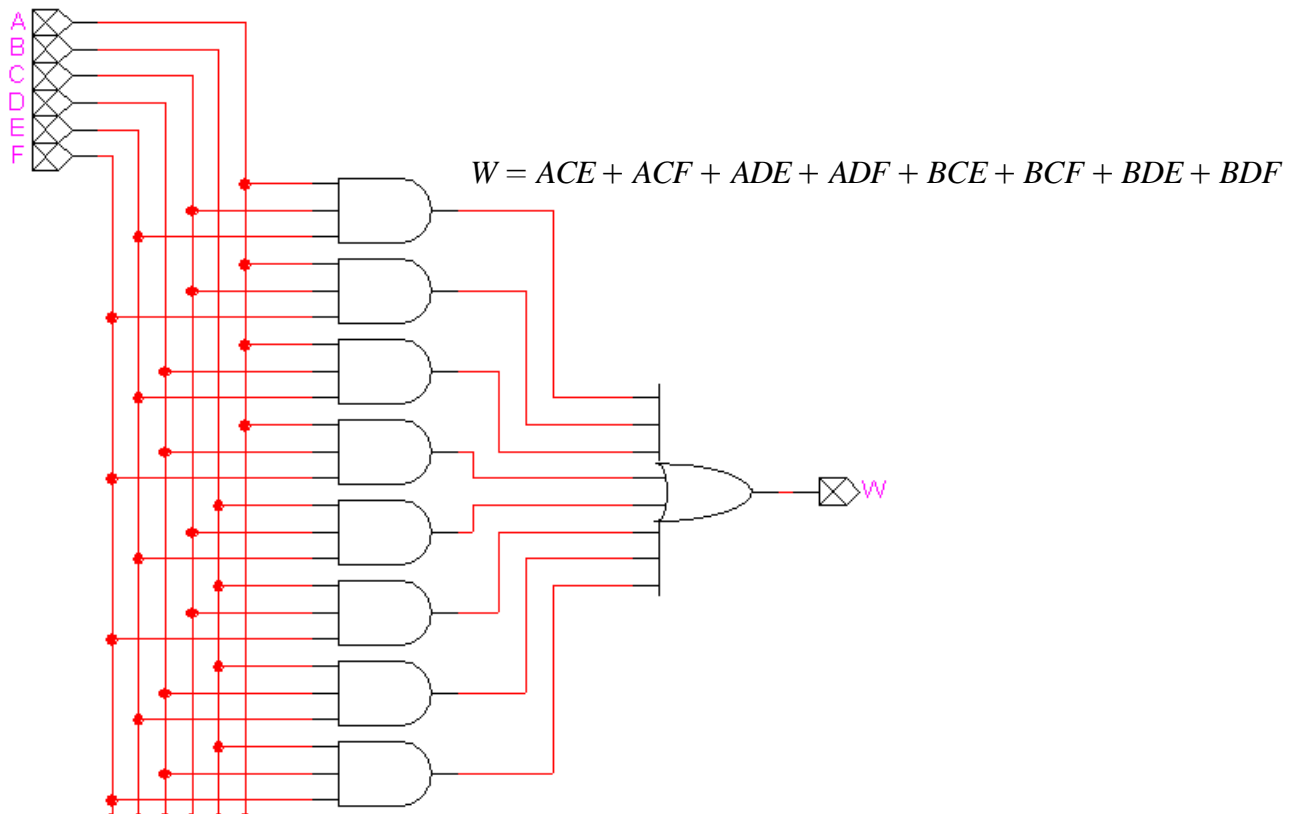 A
B
C
D
E
F
W = ACE + ACF + ADE + ADF + BCE + BCF + BDE + BDF
W